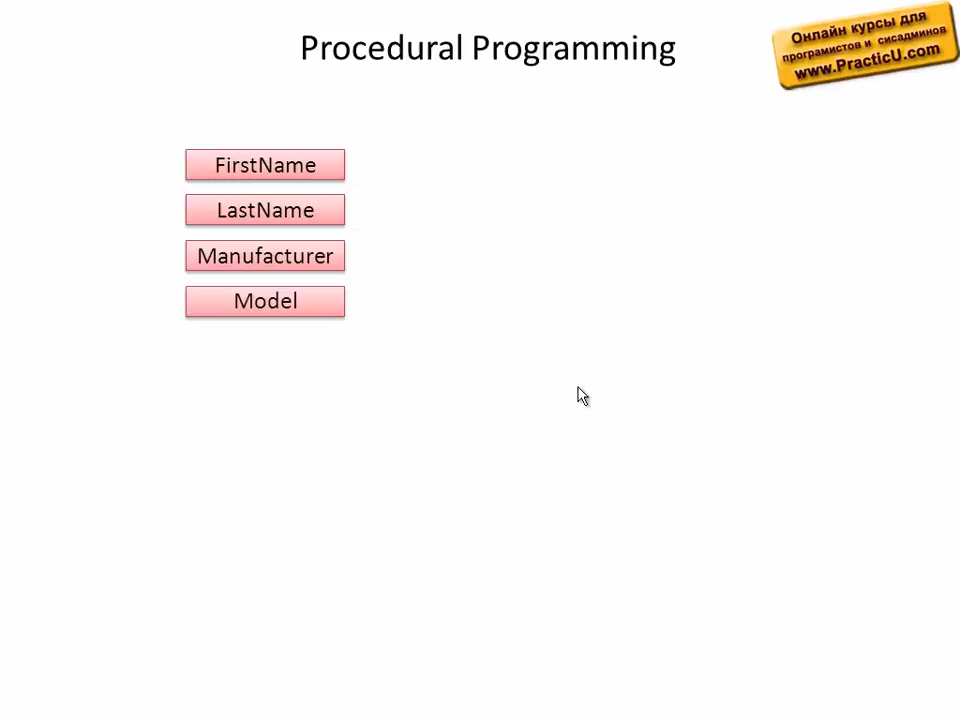 Procedural Programming
Онлайн курсы для
програмистов и сисадминов
www.PracticU.com
FirstName
LastName
Manufacturer
Model